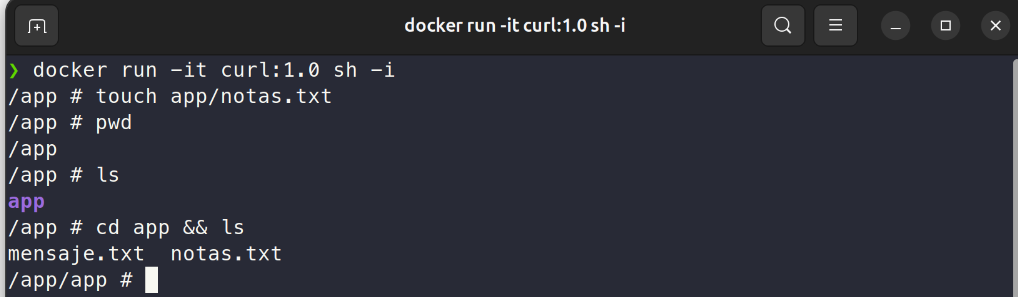 docker run -it curl:1.0 sh -i
❯ docker run -it curl:1.0 sh -i
/app # touch app/notas.txt
/app # pwd
/app
/app # ls
app
/app # cd app && ls
mensaje.txt  notas.txt
/app/app #